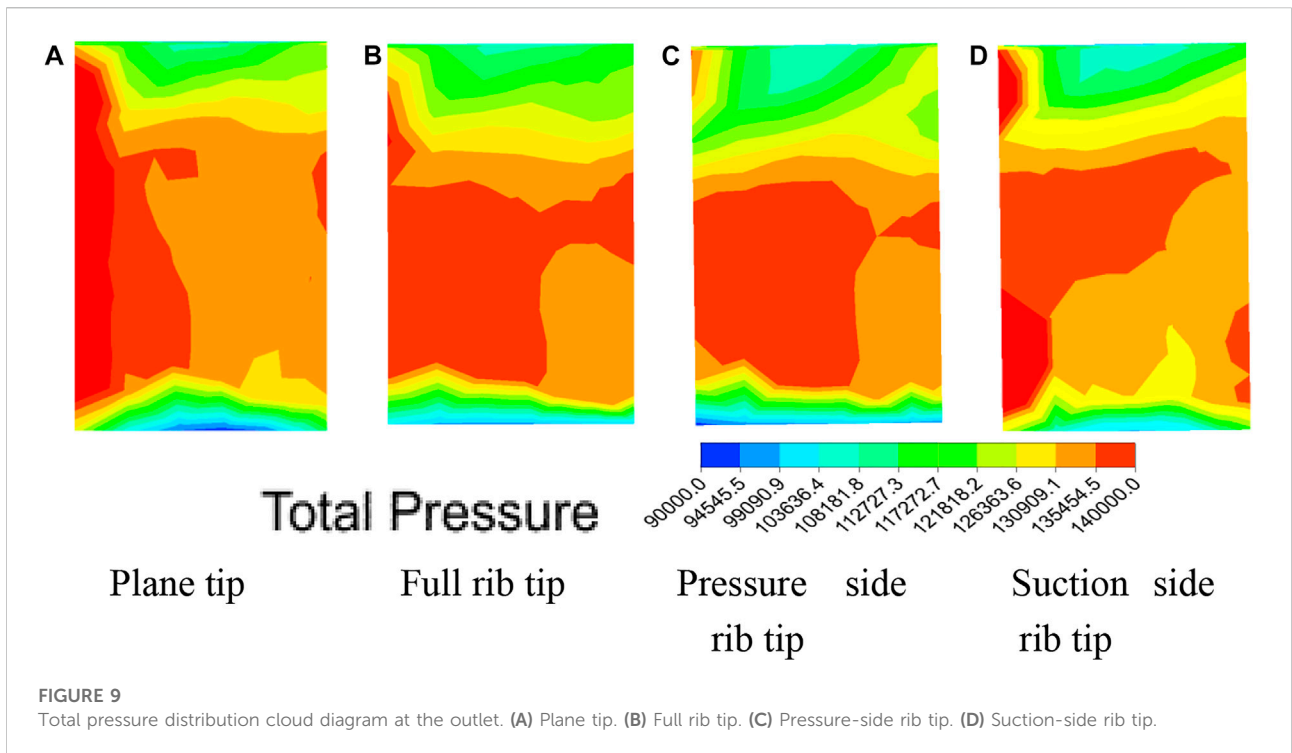 A B C D
90000.0 94545.5 99090.9 103636.4 108181.8 112727.3 117272.7 121818.2 126363.6 130909.1 135454.5 140000.0
Total Pressure
Plane tip Full rib tip Pressure side Suction side
rib tip rib tip
FIGURE 9
Total pressure distribution cloud diagram at the outlet. (A) Plane tip. (B) Full rib tip. (C) Pressure-side rib tip. (D) Suction-side rib tip.